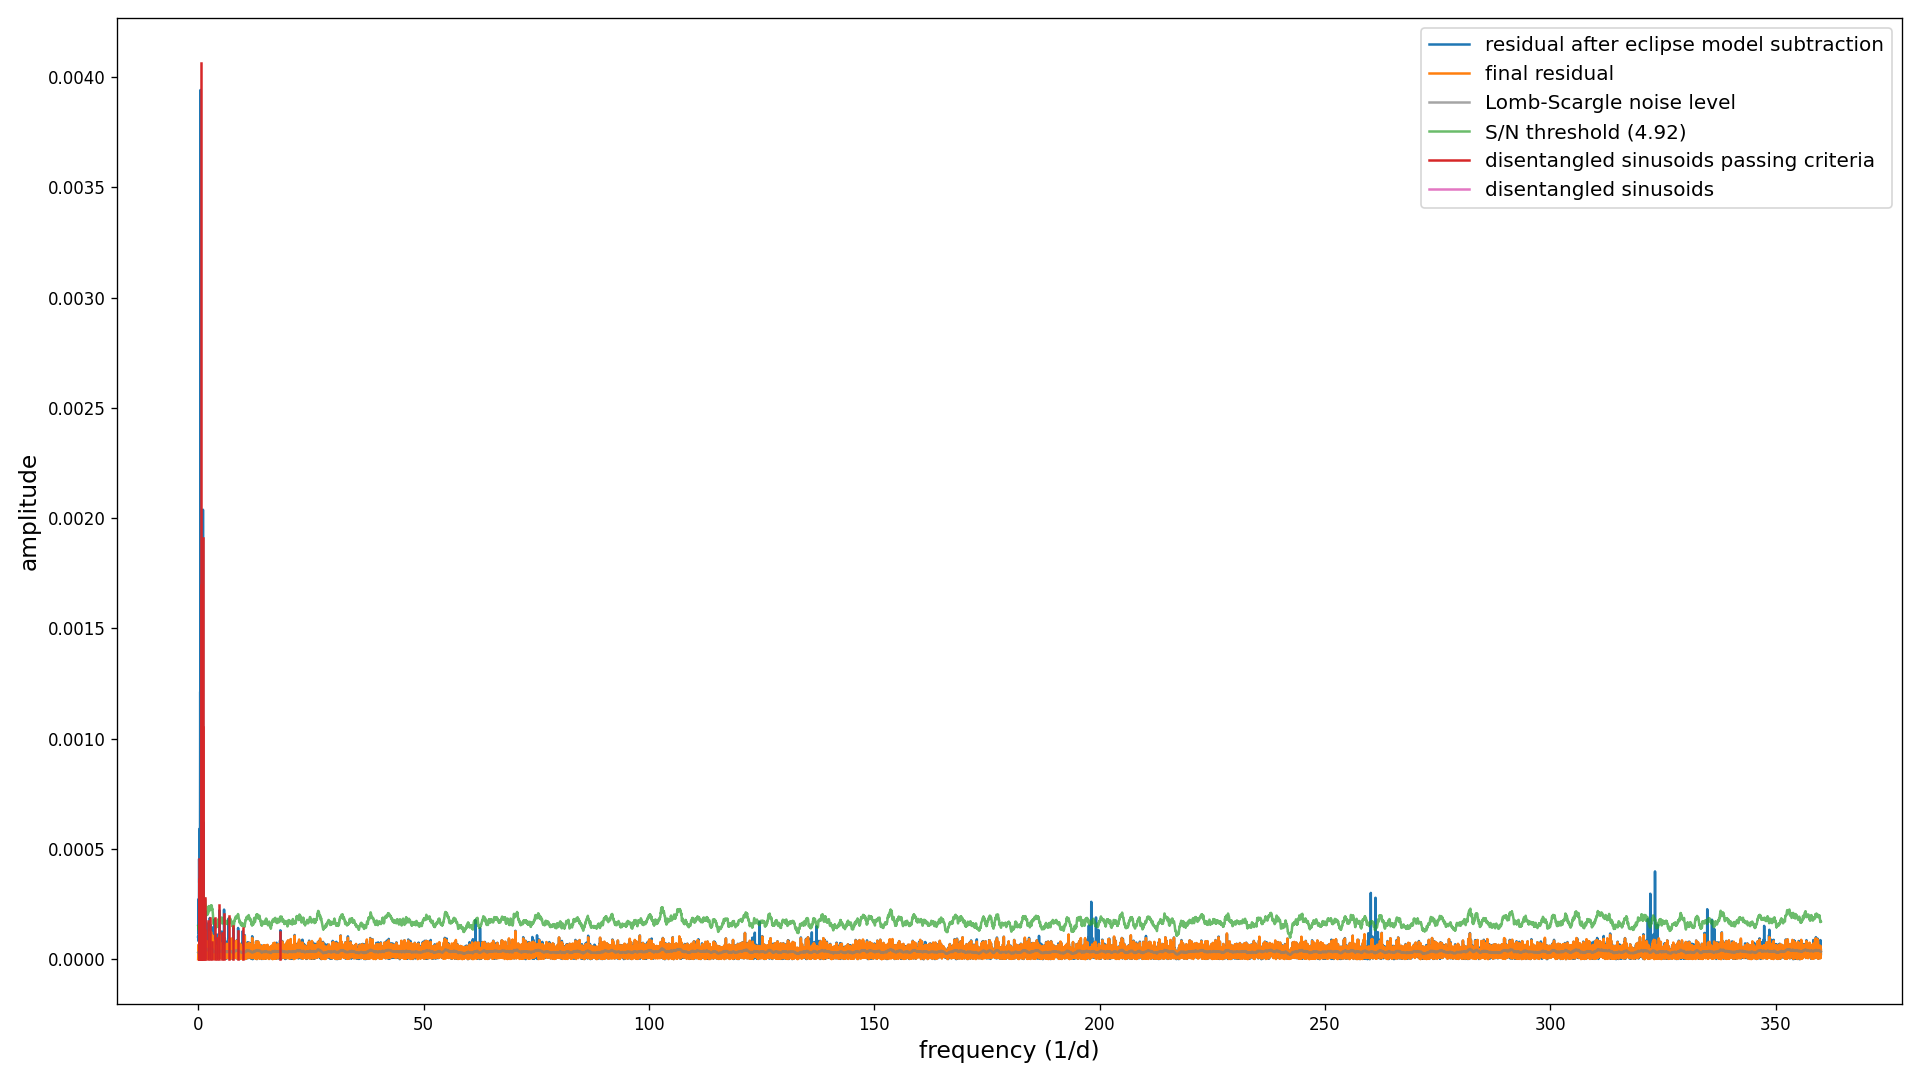 residual after eclipse model subtraction
final residual
Lomb-Scargle noise level
S/N threshold (4.92)
disentangled sinusoids passing criteria
disentangled sinusoids
0.0040
0.0035
0.0030
0.0025
0.0020
0.0015
0.0010
0.0005
0.0000
amplitude
0 50 100 150 200 250 300 350
frequency (1/d)